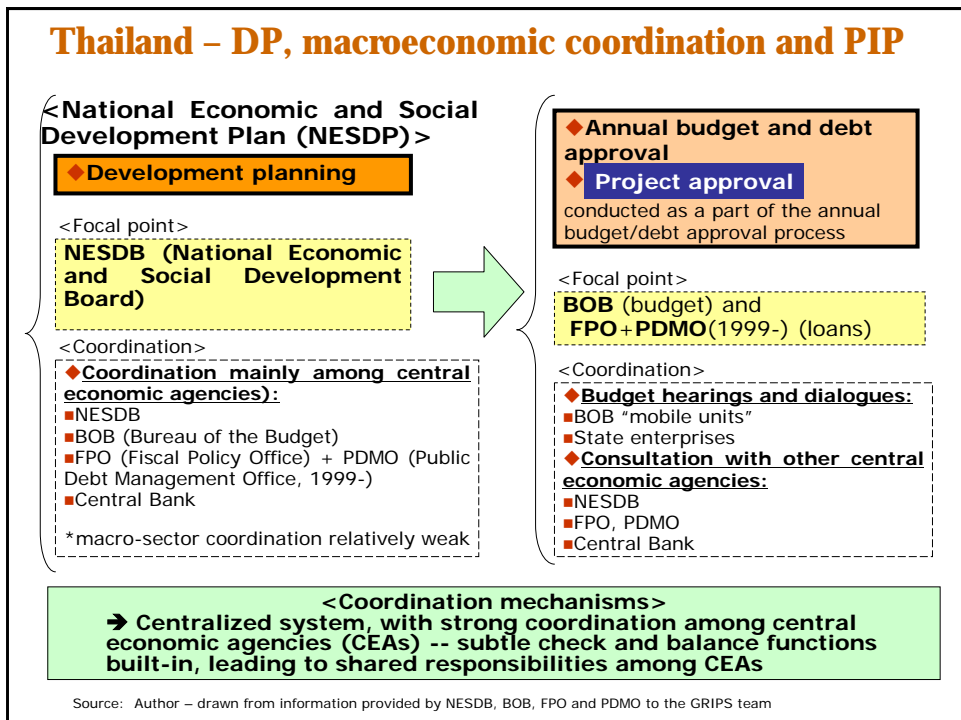 Thailand – DP, macroeconomic coordination and PIP
<National Economic and Social
Development Plan (NESDP)>
◆Development planning
<Focal point>
NESDB (National Economic
and Social Development
Board)
<Coordination>
◆Coordination mainly among central
economic agencies):
■NESDB
■BOB (Bureau of the Budget)
■FPO (Fiscal Policy Office) + PDMO (Public
Debt Management Office, 1999-)
■Central Bank
*macro-sector coordination relatively weak
◆Annual budget and debt
approval
◆ Project approval
conducted as a part of the annual
budget/debt approval process
<Focal point>
BOB (budget) and
FPO+PDMO(1999-) (loans)
<Coordination>
◆Budget hearings and dialogues:
■BOB “mobile units”
■State enterprises
◆Consultation with other central
economic agencies:
■NESDB
■FPO, PDMO
■Central Bank
<Coordination mechanisms>
➔ Centralized system, with strong coordination among central
economic agencies (CEAs) -- subtle check and balance functions
built-in, leading to shared responsibilities among CEAs
Source: Author – drawn from information provided by NESDB, BOB, FPO and PDMO to the GRIPS team